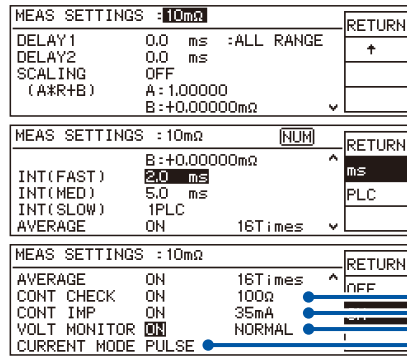 MEAS SETTINGS :10mΩ
RETURN
DELAY1 0.0 ms :ALL RANGE
↑
DELAY2 0.0 ms
SCALING OFF
(A*R+B) A:1.00000
B:+0.00000mΩ
MEAS SETTINGS :10mΩ NUM
RETURN
B:+0.00000mΩ
INT(FAST) 2.0 ms
ms
INT(MED) 5.0 ms
PLC
INT(SLOW) 1PLC
AVERAGE ON 16Times
MEAS SETTINGS :10mΩ
RETURN
AVERAGE ON 16Times
CONT CHECK ON 100Ω
CONT IMP ON 35mA
VOLT MONITOR ON NORMAL
CURRENT MODE PULSE